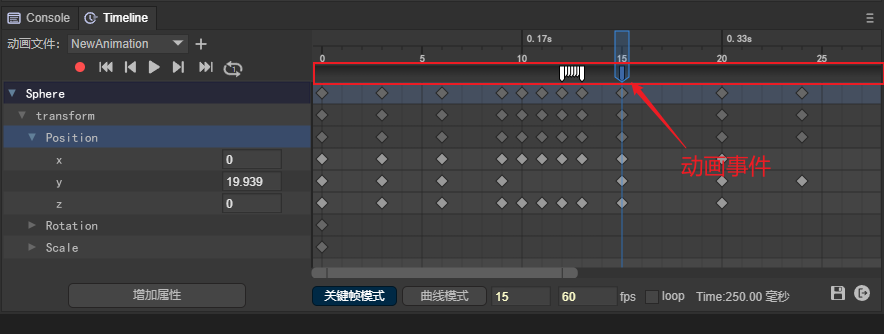 Console Timeline
动画文件: NewAnimation
0.17s 0.33s
0 5 10 15 20 25
1
Sphere
transform
Position
动画事件
x 0
y 19.939
z 0
Rotation
Scale
增加属性 关键帧模式 曲线模式 15 60 fps loop Time:250.00 毫秒